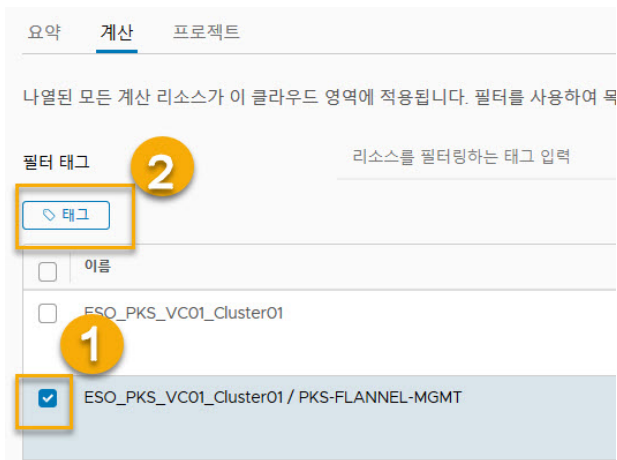 요약 계산 프로젝트
나열된 모든 계산 리소스가 이 클라우드 영역에 적용됩니다. 필터를 사용하여 목
필터 태그 리소스를 필터링하는 태그 입력
2
태그
이름
ESO_PKS_VC01_Cluster01
1
ESO_PKS_VC01_Cluster01 / PKS-FLANNEL-MGMT